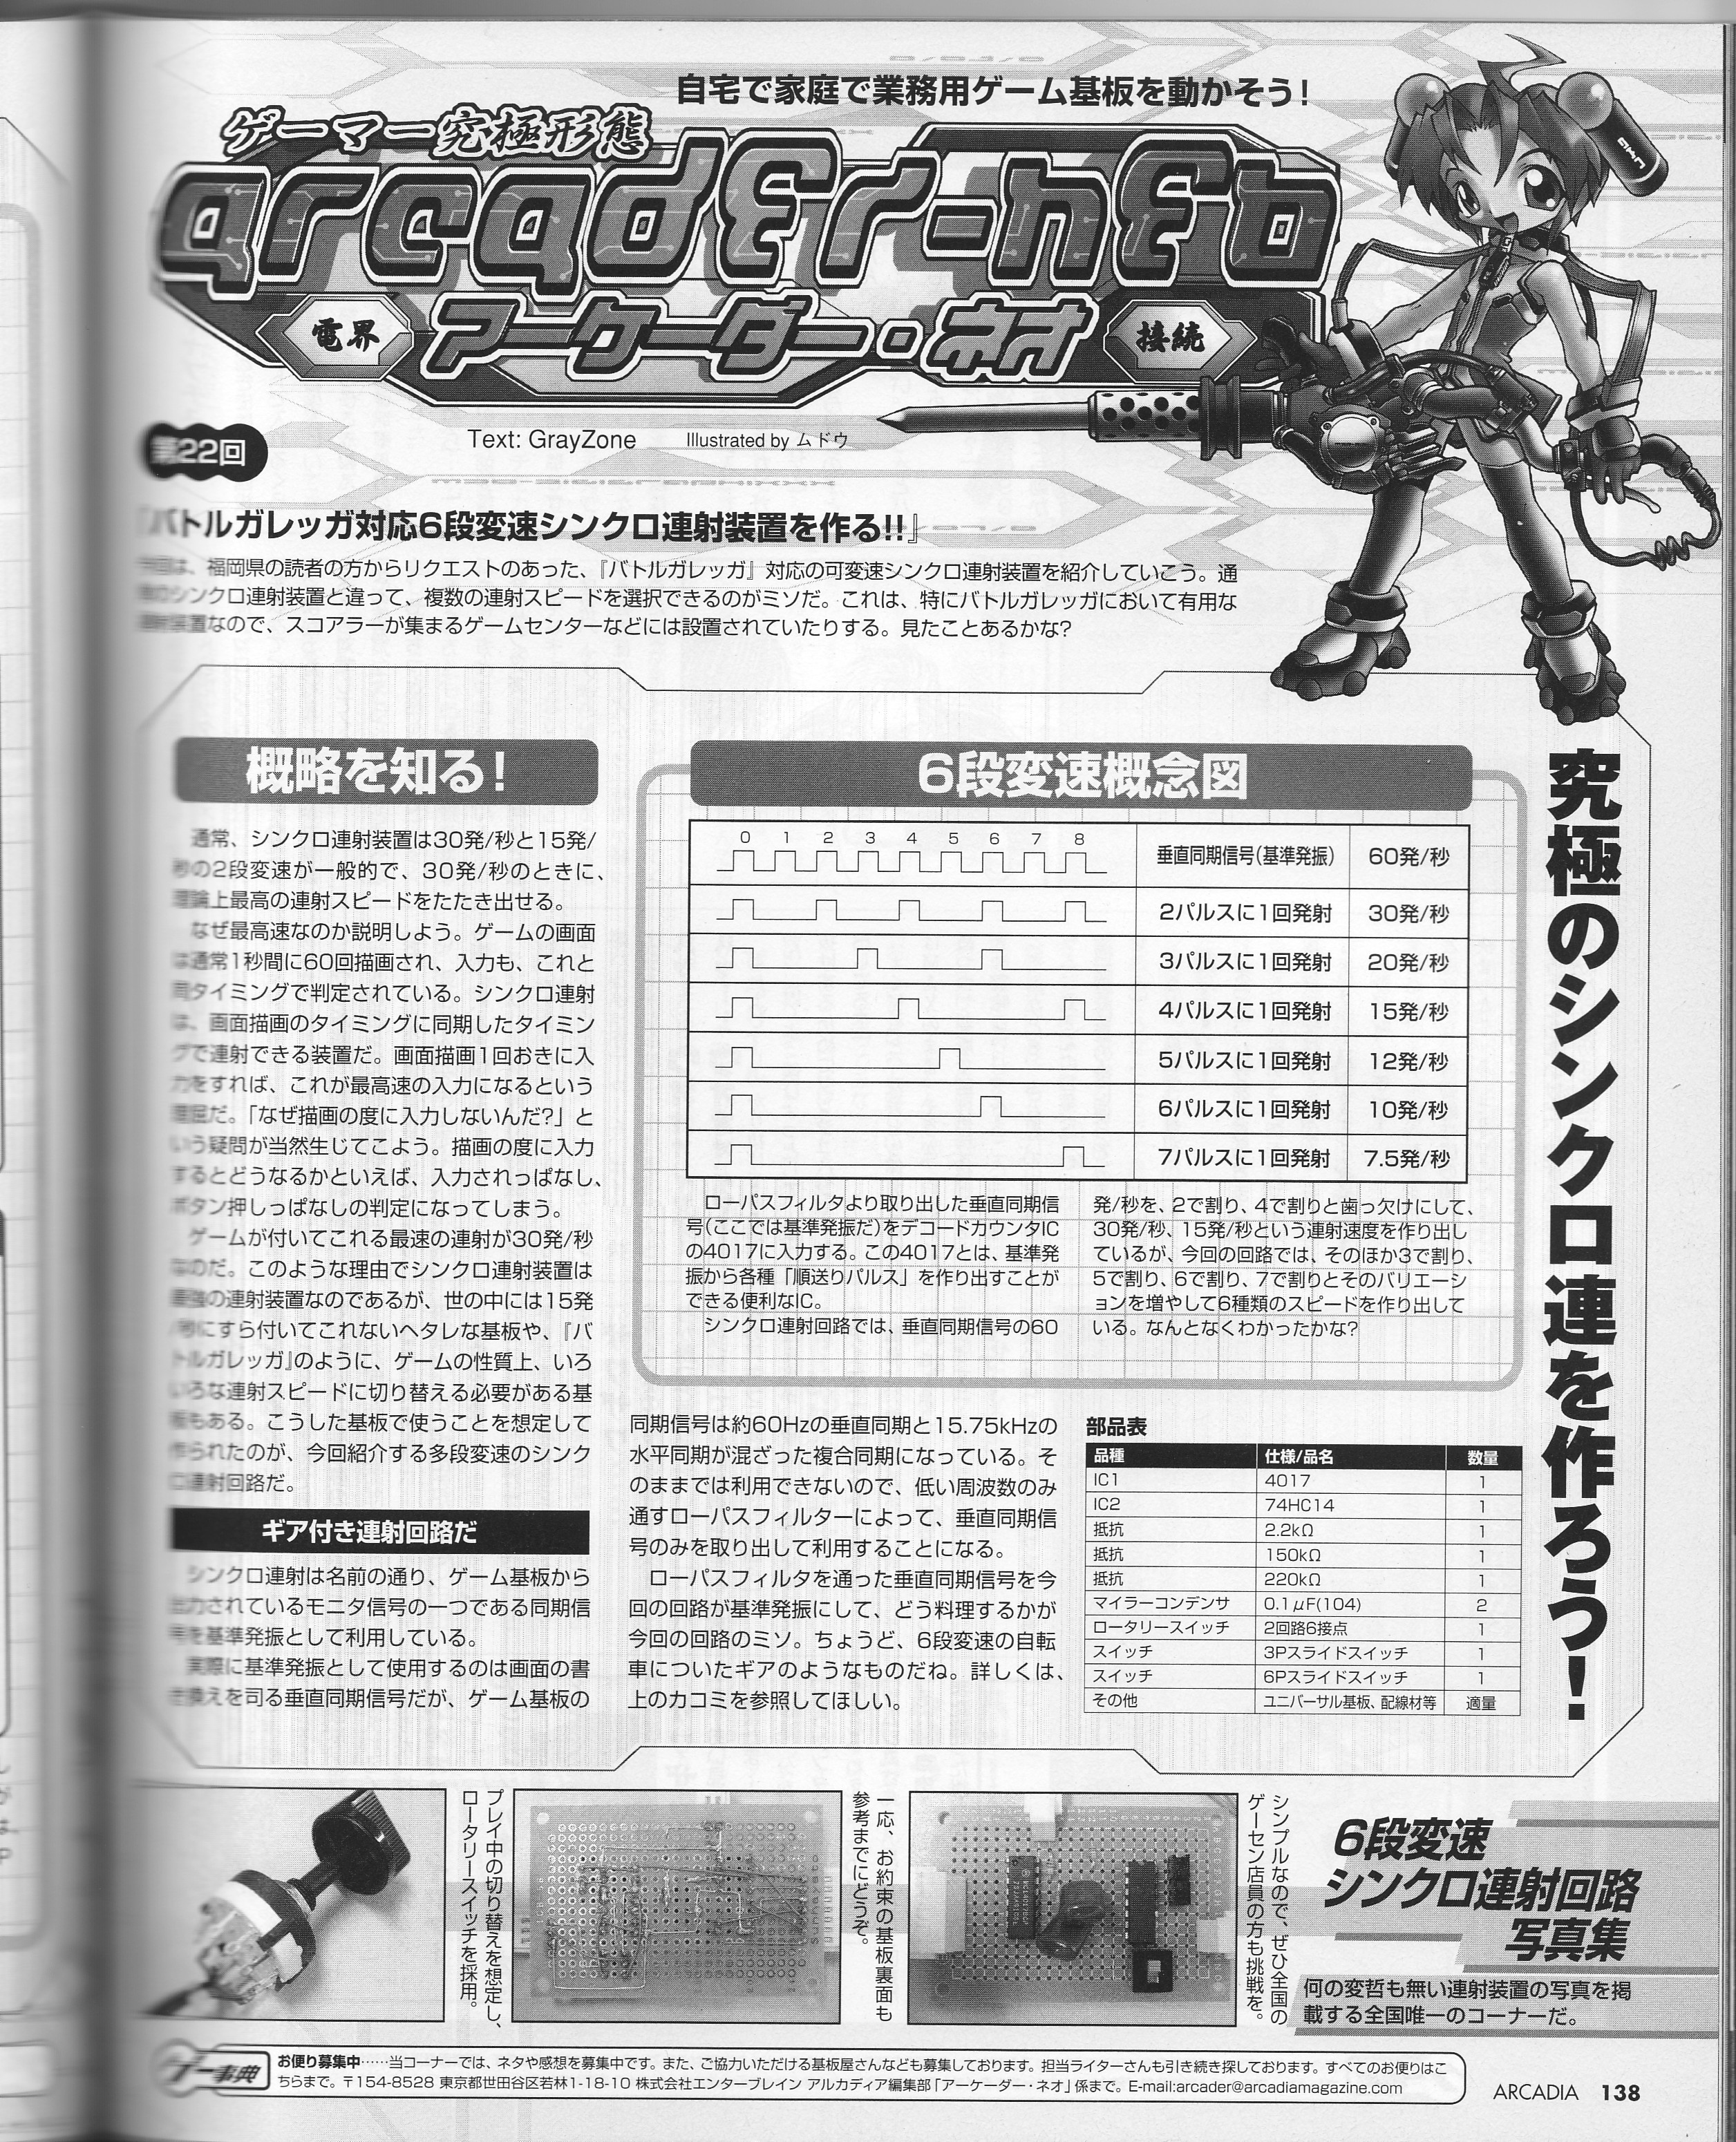 自宅で家庭で業務用ゲーム基板を動かそう!
ゲーマー究極形態
arcadEr-nEo
電界
アーケーダー・ネオ
接続
第22回
Text: GrayZone
Illustrated by ムドウ
『バトルガレッガ対応6段変速シンクロ連射装置を作る!!』
は、福岡県の読者の方からリクエストのあった、『バトルガレッガ』対応の可変速シンクロ連射装置を紹介していこう。通
のシンクロ連射装置と違って、複数の連射スピードを選択できるのがミソだ。これは、特にバトルガレッガにおいて有用な
装置なので、スコアラーが集まるゲームセンターなどには設置されていたりする。見たことあるかな?
究極のシンクロ連を作ろう!
概略を知る!
通常、シンクロ連射装置は30発/秒と15発/
秒の2段変速が一般的で、30発/秒のときに、
理論上最高の連射スピードをたたき出せる。
なぜ最高速なのか説明しよう。ゲームの画面
は通常1秒間に60回描画され、入力も、これと
同タイミングで判定されている。シンクロ連射
は、画面描画のタイミングに同期したタイミン
グで連射できる装置だ。画面描画1回おきに入
力をすれば、これが最高速の入力になるという
理屈だ。「なぜ描画の度に入力しないんだ?」と
いう疑問が当然生じてこよう。描画の度に入力
するとどうなるかといえば、入力されっぱなし、
ボタン押しっぱなしの判定になってしまう。
ゲームが付いてこれる最速の連射が30発/秒
なのだ。このような理由でシンクロ連射装置は
最強の連射装置なのであるが、世の中には15発
/秒にすら付いてこれないヘタレな基板や、『バ
トルガレッガ』のように、ゲームの性質上、いろ
いろな連射スピードに切り替える必要がある基
板もある。こうした基板で使うことを想定して
作られたのが、今回紹介する多段変速のシンク
ロ連射回路だ。
ギア付き連射回路だ
シンクロ連射は名前の通り、ゲーム基板から
出力されているモニタ信号の一つである同期信
号を基準発振として利用している。
実際に基準発振として使用するのは画面の書
き換えを司る垂直同期信号だが、ゲーム基板の
同期信号は約60Hzの垂直同期と15.75kHzの
水平同期が混ざった複合同期になっている。そ
のままでは利用できないので、低い周波数のみ
通すローパスフィルターによって、垂直同期信
号のみを取り出して利用することになる。
ローパスフィルタを通った垂直同期信号を今
回の回路が基準発振にして、どう料理するかが
今回の回路のミソ。ちょうど、6段変速の自転
車についたギアのようなものだね。詳しくは、
上のカコミを参照してほしい。
6段変速概念図
0 1 2 3 4 5 6 7 8
垂直同期信号(基準発振) 60発/秒
2パルスに1回発射 30発/秒
3パルスに1回発射 20発/秒
4パルスに1回発射 15発/秒
5パルスに1回発射 12発/秒
6パルスに1回発射 10発/秒
7パルスに1回発射 7.5発/秒
ローパスフィルタより取り出した垂直同期信
号(ここでは基準発振だ)をデコードカウンタIC
の4017に入力する。この4017とは、基準発
振から各種「順送りパルス」を作り出すことが
できる便利なIC。
シンクロ連射回路では、垂直同期信号の60
発/秒を、2で割り、4で割りと歯っ欠けにして、
30発/秒、15発/秒という連射速度を作り出し
ているが、今回の回路では、そのほか3で割り、
5で割り、6で割り、7で割りとそのバリエーシ
ョンを増やして6種類のスピードを作り出して
いる。なんとなくわかったかな?
部品表
品種 仕様/品名 数量
IC1 4017 1
IC2 74HC14 1
抵抗 2.2kΩ 1
抵抗 150kΩ 1
抵抗 220kΩ 1
マイラーコンデンサ 0.1μF(104) 2
ロータリースイッチ 2回路6接点 1
スイッチ 3Pスライドスイッチ 1
スイッチ 6Pスライドスイッチ 1
その他 ユニバーサル基板、配線材等 適量
6段変速
シンクロ連射回路
写真集
何の変哲も無い連射装置の写真を掲
載する全国唯一のコーナーだ。
シンプルなので、ぜひ全国の
ゲーセン店員の方も挑戦を。
一応、お約束の基板裏面も
参考までにどうぞ。
プレイ中の切り替えを想定し、
ロータリースイッチを採用。
事典
お便り募集中……当コーナーでは、ネタや感想を募集中です。また、ご協力いただける基板屋さんなども募集しております。担当ライターさんも引き続き探しております。すべてのお便りはこ
ちらまで。〒154-8528 東京都世田谷区若林1-18-10 株式会社エンターブレイン アルカディア編集部「アーケーダー・ネオ」係まで。E-mail:arcader@arcadiamagazine.com
ARCADIA 138